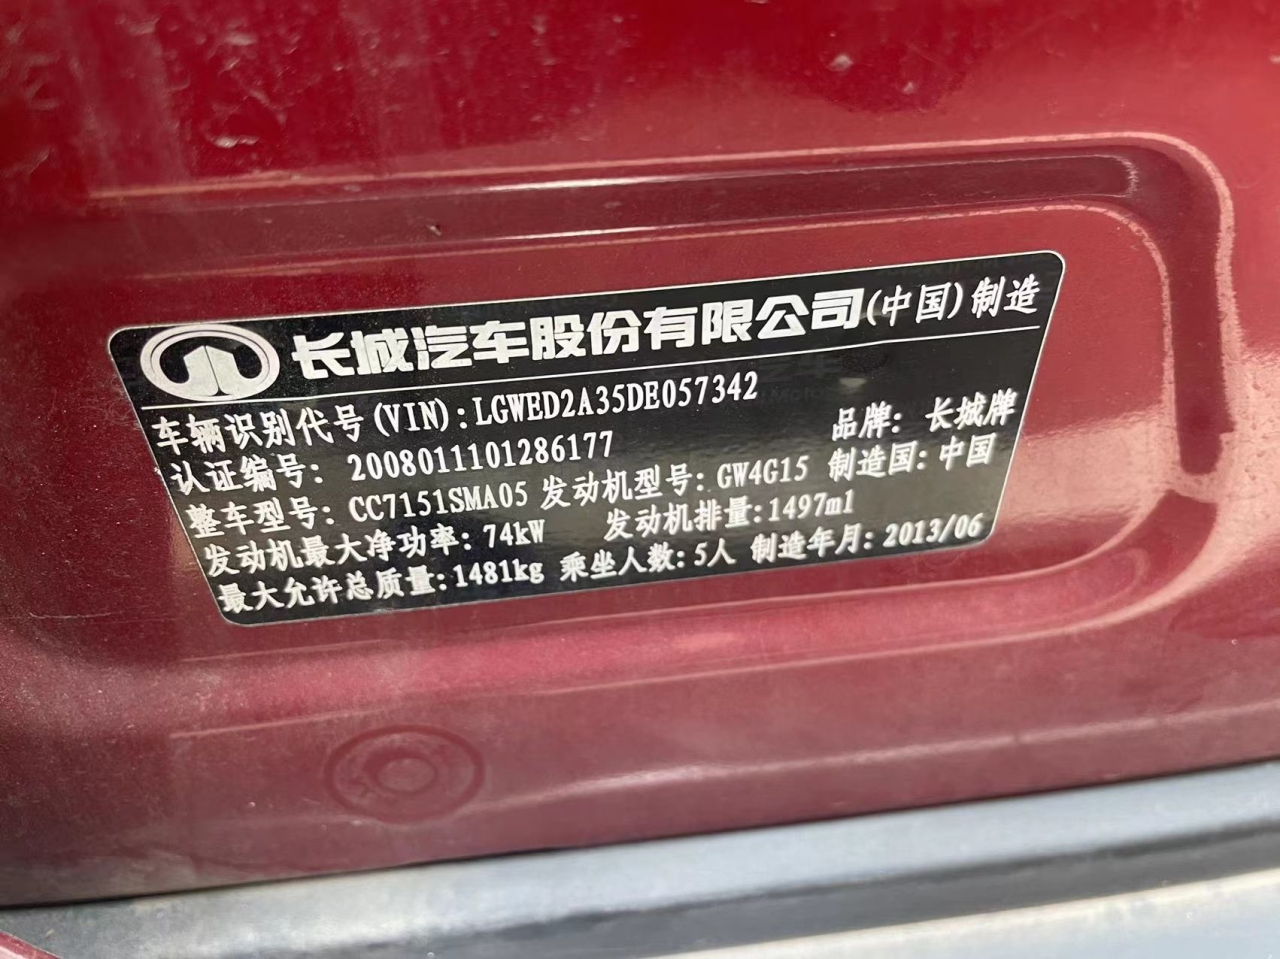 长城汽车股份有限公司(中国)制造
车辆识别代号(VIN):LGWED2A35DE057342
认证编号: 2008011101286177 品牌: 长城牌
整车型号: CC7151SMA05 发动机型号: GW4G15 制造国: 中国
发动机最大净功率: 74kW 发动机排量:1497ml
最大允许总质量:1481kg 乘坐人数:5人 制造年月: 2013/06